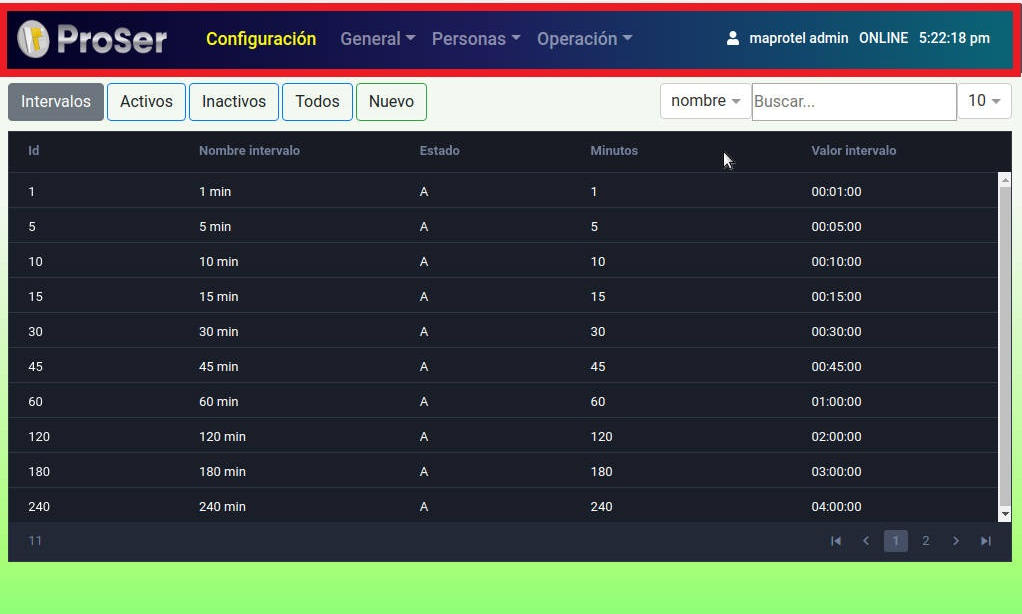 ProSer Configuración General Personas Operación maprotel admin ONLINE 5:22:18 pm
Intervalos Activos Inactivos Todos Nuevo nombre Buscar... 10
Id Nombre intervalo Estado Minutos Valor intervalo
1 1 min A 1 00:01:00
5 5 min A 5 00:05:00
10 10 min A 10 00:10:00
15 15 min A 15 00:15:00
30 30 min A 30 00:30:00
45 45 min A 45 00:45:00
60 60 min A 60 01:00:00
120 120 min A 120 02:00:00
180 180 min A 180 03:00:00
240 240 min A 240 04:00:00
11 1 2